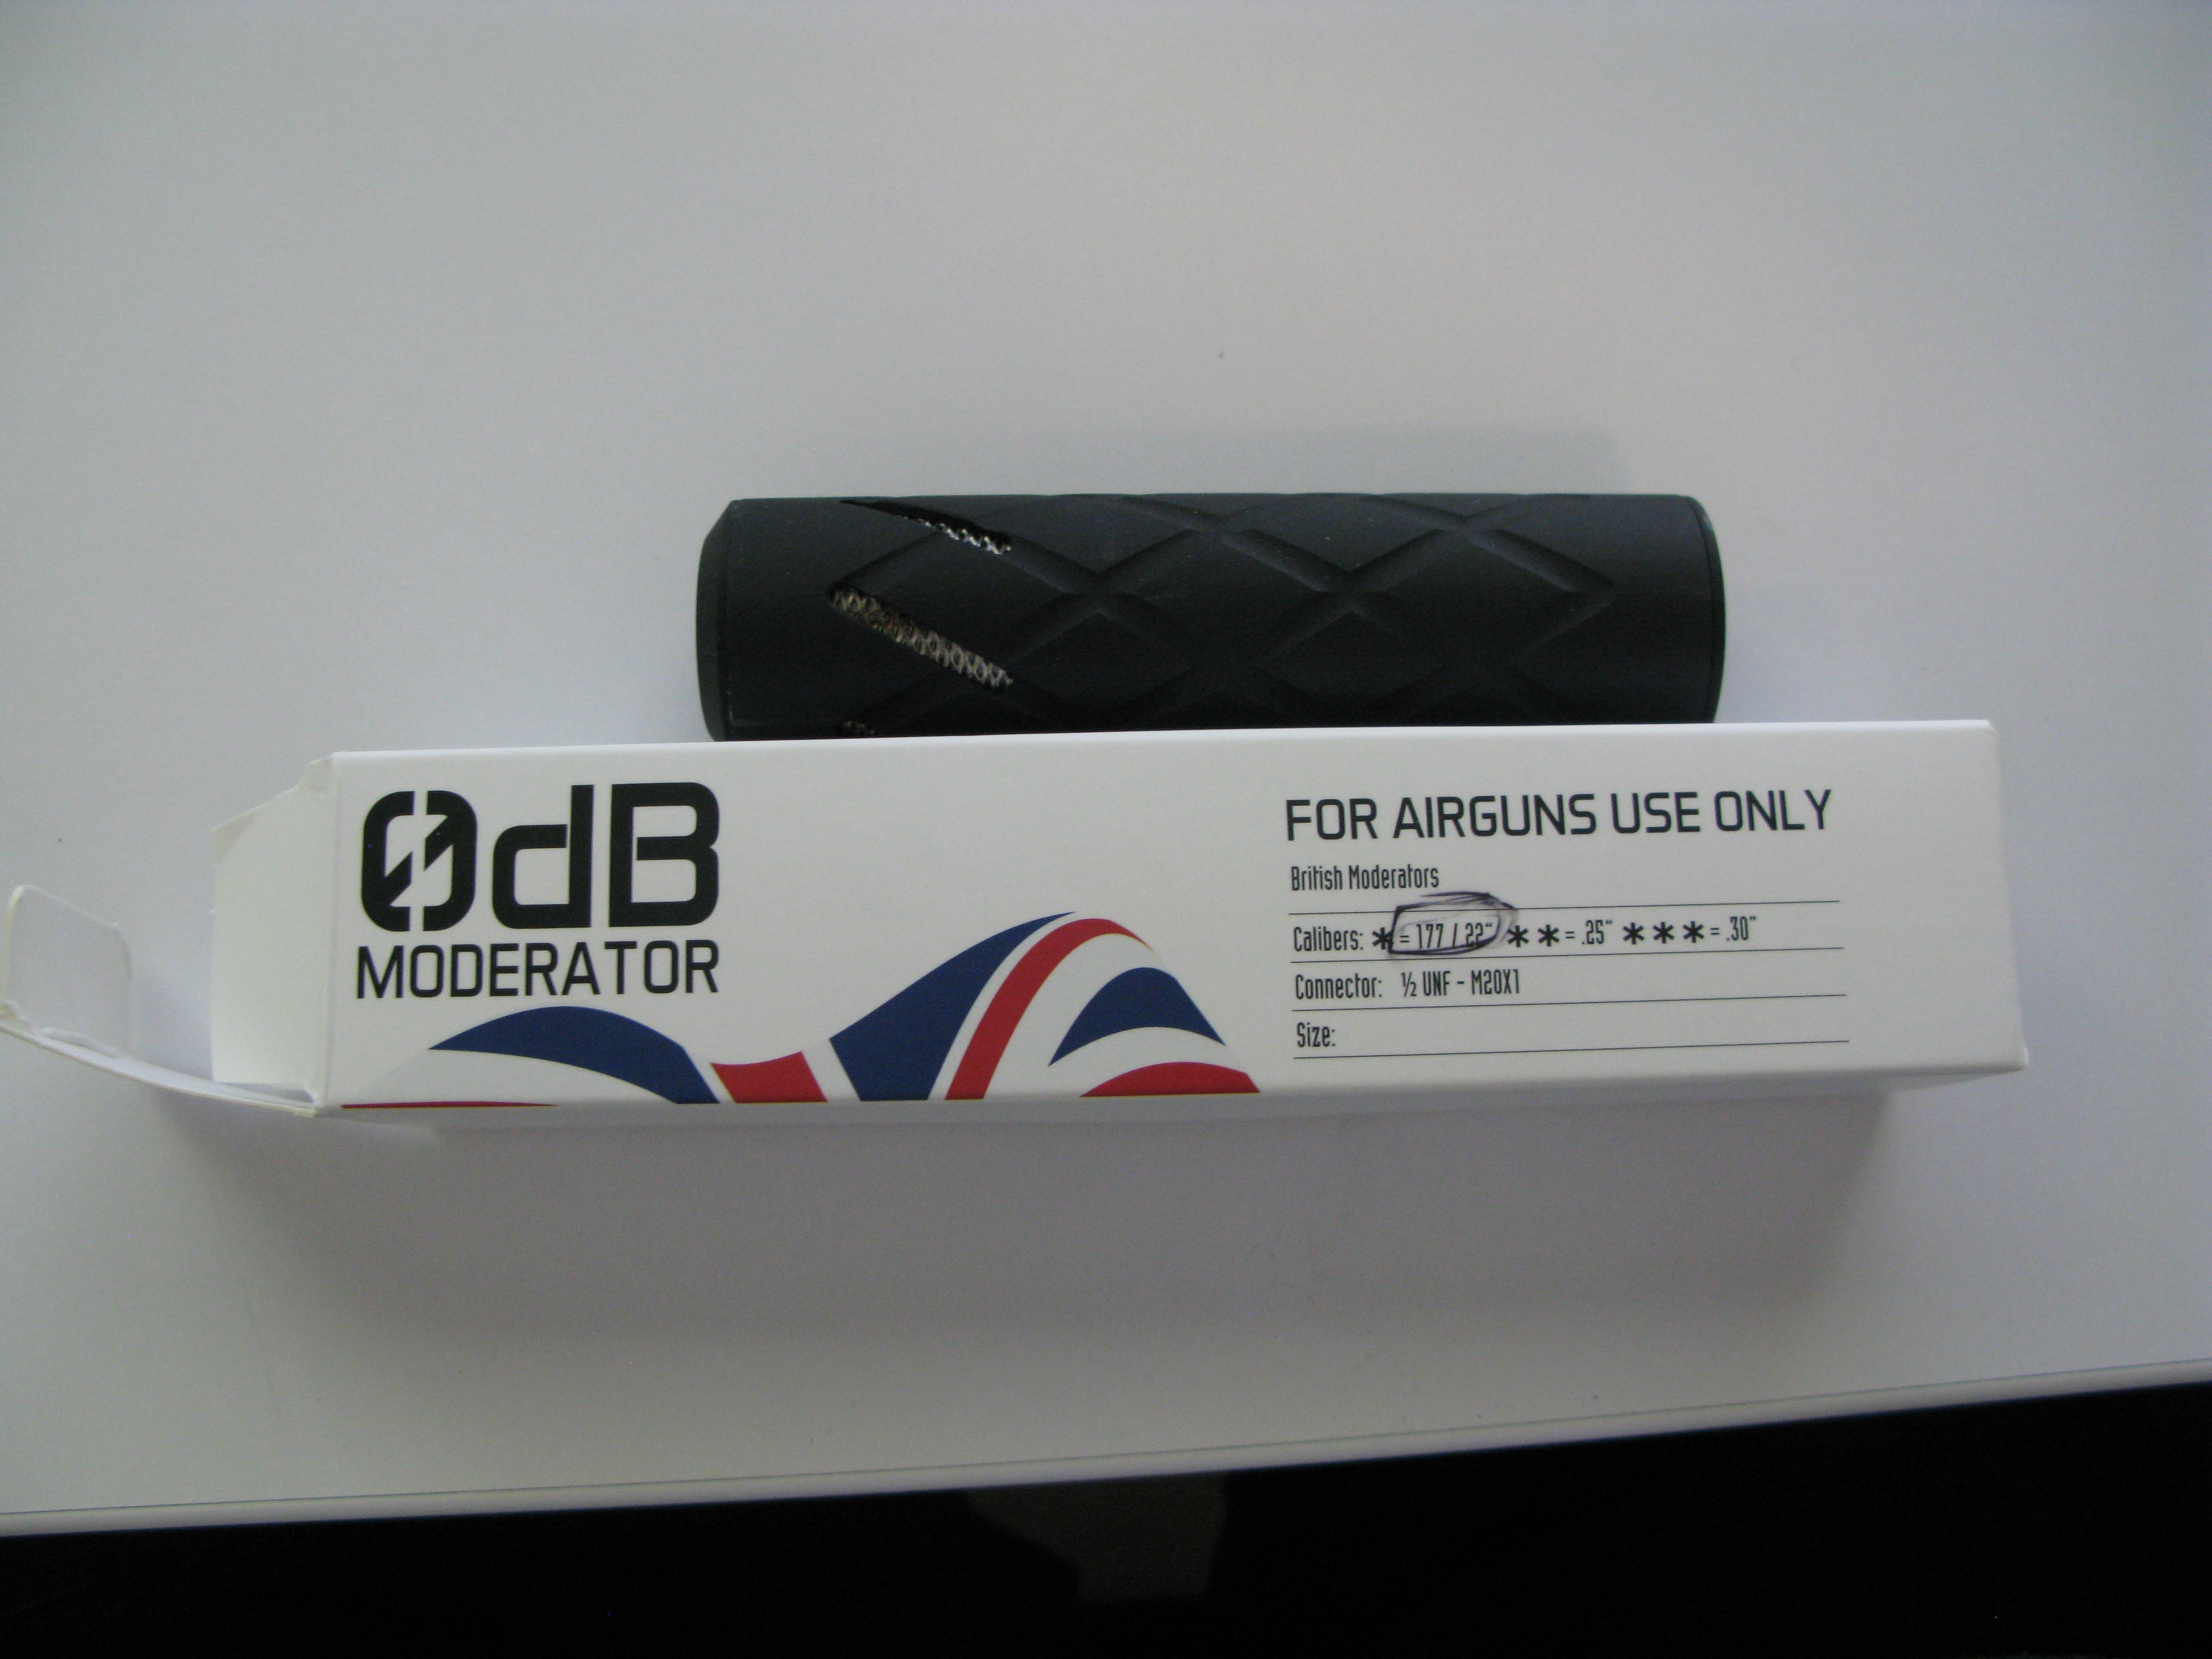 0dB
MODERATOR
FOR AIRGUNS USE ONLY
British Moderators
Calibers: * = 177 / 22" ** = .25" *** = .30"
Connector: ½ UNF - M20X1
Size: